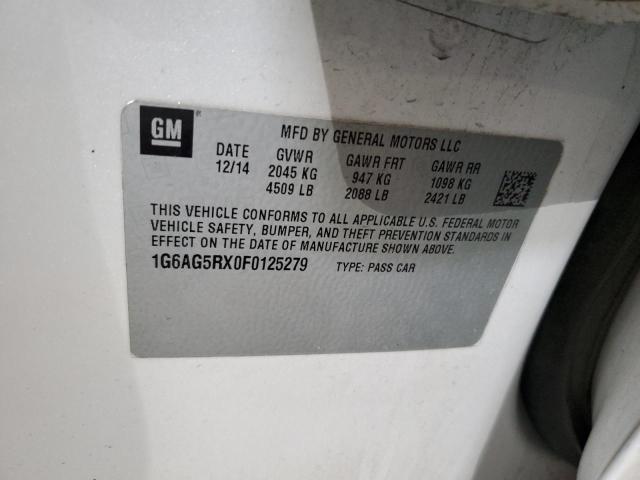 GM
MFD BY GENERAL MOTORS LLC
DATE GVWR GAWR FRT GAWR RR
12/14 2045 KG 947 KG 1098 KG
4509 LB 2088 LB 2421 LB
THIS VEHICLE CONFORMS TO ALL APPLICABLE U.S. FEDERAL MOTOR
VEHICLE SAFETY, BUMPER, AND THEFT PREVENTION STANDARDS IN
EFFECT ON THE DATE OF MANUFACTURE SHOWN ABOVE.
1G6AG5RX0F0125279 TYPE: PASS CAR